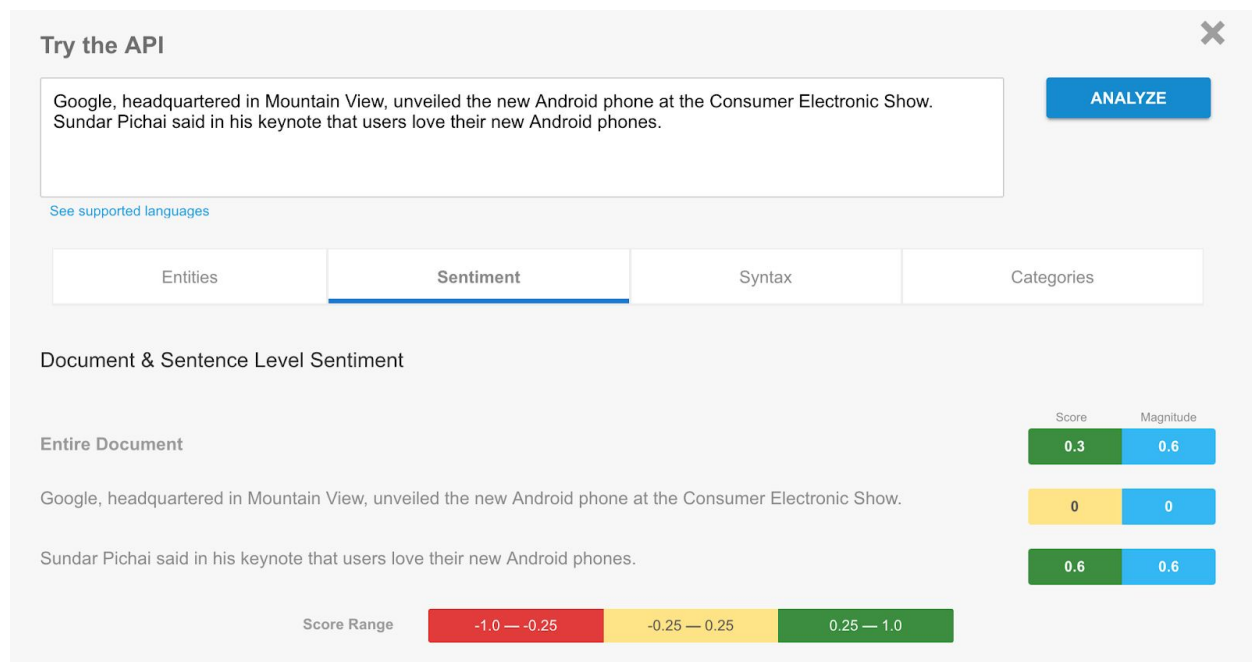 Try the API
Google, headquartered in Mountain View, unveiled the new Android phone at the Consumer Electronic Show.
Sundar Pichai said in his keynote that users love their new Android phones.
ANALYZE
See supported languages
Entities
Sentiment
Syntax
Categories
Document & Sentence Level Sentiment
Score Magnitude
Entire Document 0.3 0.6
Google, headquartered in Mountain View, unveiled the new Android phone at the Consumer Electronic Show. 0 0
Sundar Pichai said in his keynote that users love their new Android phones. 0.6 0.6
Score Range -1.0 — -0.25 -0.25 — 0.25 0.25 — 1.0